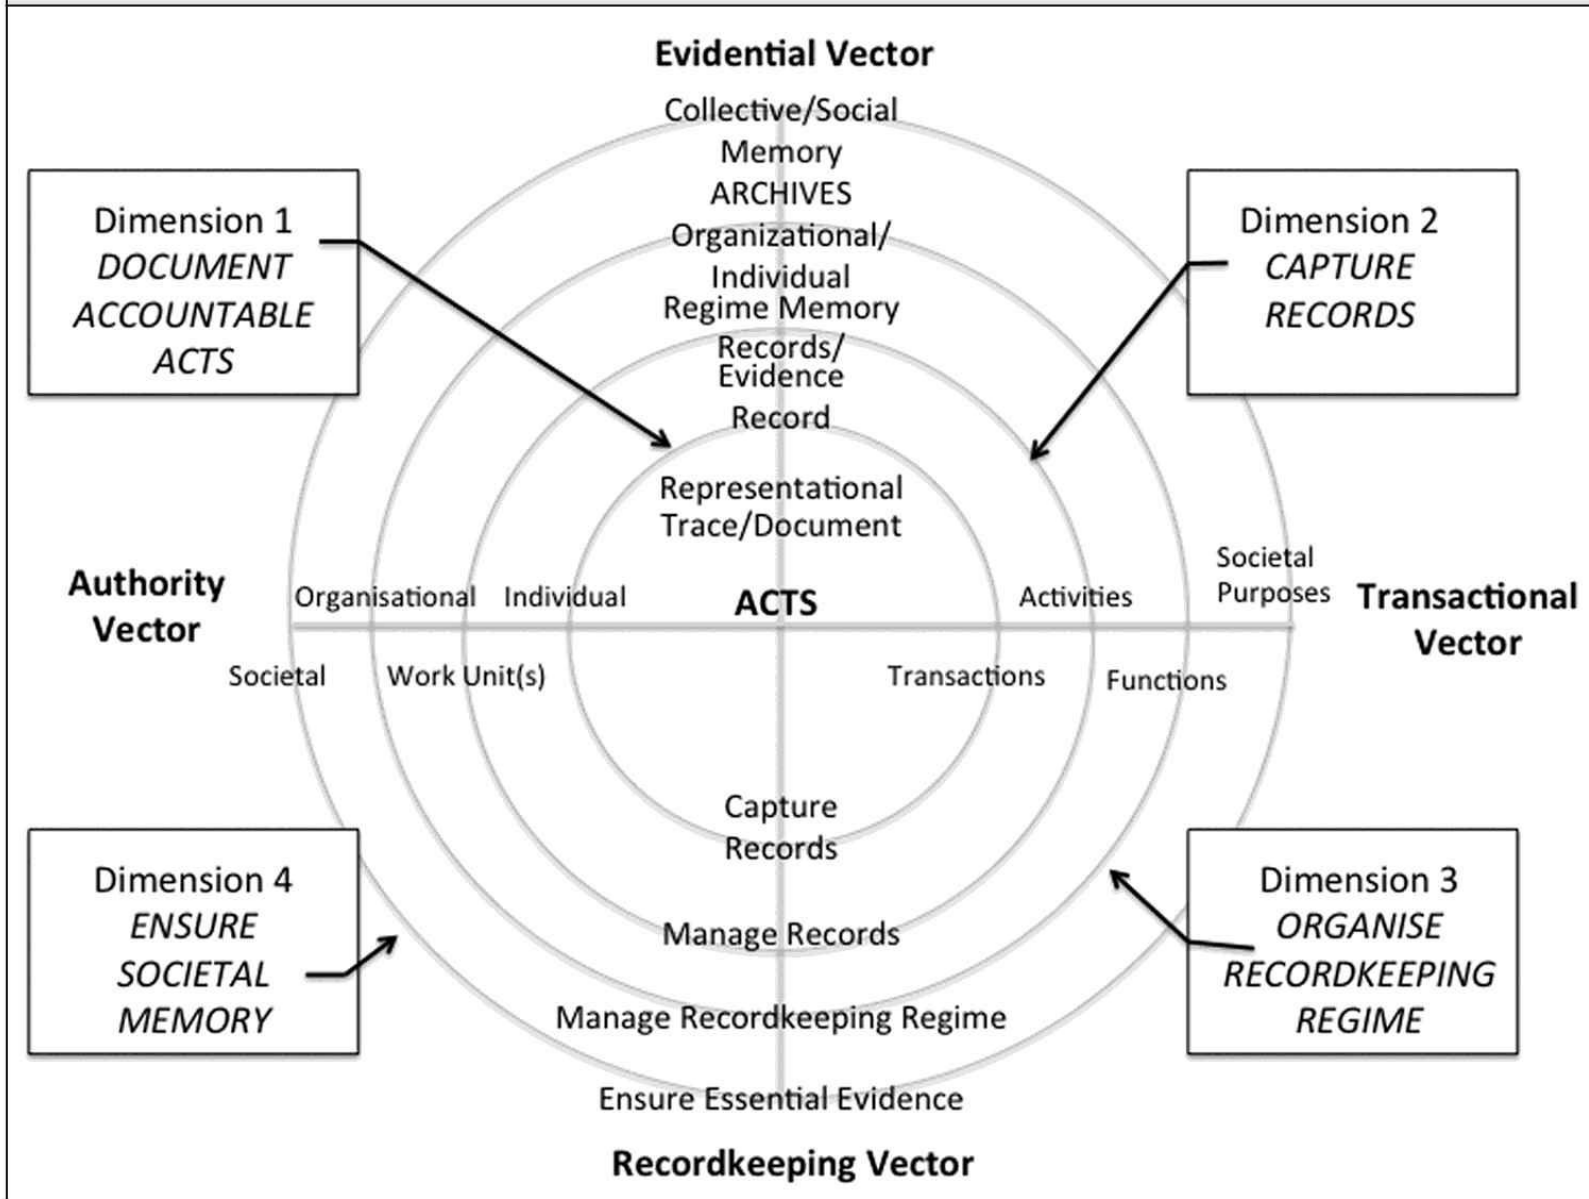 Evidential Vector
Collective/Social
Memory
ARCHIVES
Organizational/
Individual
Regime Memory
Records/
Evidence
Record
Representational
Trace/Document
ACTS
Dimension 1
DOCUMENT
ACCOUNTABLE
ACTS
Dimension 2
CAPTURE
RECORDS
Authority
Vector
Organisational
Individual
Societal
Work Unit(s)
Activities
Societal
Purposes
Transactions
Functions
Transactional
Vector
Capture
Records
Manage Records
Manage Recordkeeping Regime
Ensure Essential Evidence
Dimension 4
ENSURE
SOCIETAL
MEMORY
Dimension 3
ORGANISE
RECORDKEEPING
REGIME
Recordkeeping Vector